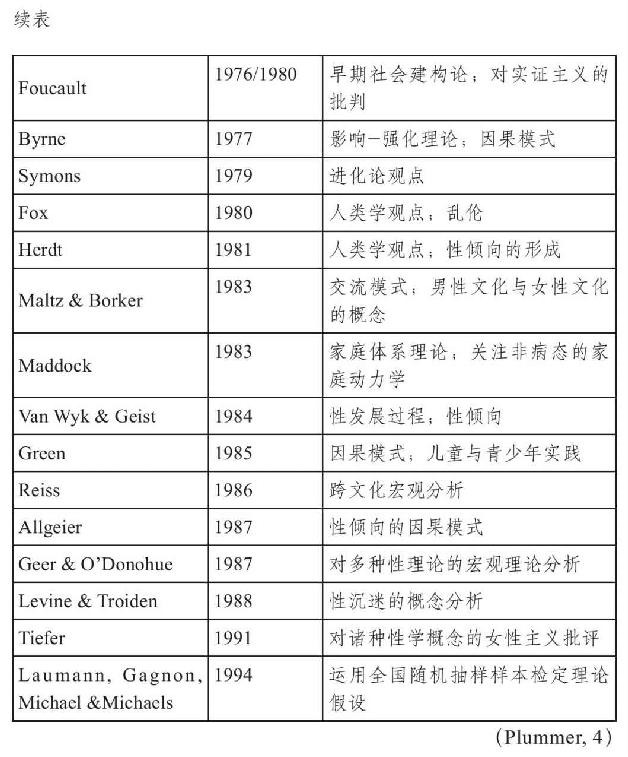 续表
Foucault 1976/1980 早期社会建构论；对实证主义的
批判
Byrne 1977 影响-强化理论；因果模式
Symons 1979 进化论观点
Fox 1980 人类学观点；乱伦
Herdt 1981 人类学观点；性倾向的形成
Maltz & Borker 1983 交流模式；男性文化与女性文化
的概念
Maddock 1983 家庭体系理论；关注非病态的家
庭动力学
Van Wyk & Geist 1984 性发展过程；性倾向
Green 1985 因果模式；儿童与青少年实践
Reiss 1986 跨文化宏观分析
Allgeier 1987 性倾向的因果模式
Geer & O’Donohue 1987 对多种性理论的宏观理论分析
Levine & Troiden 1988 性沉迷的概念分析
Tiefer 1991 对诸种性学概念的女性主义批评
Laumann, Gagnon, 1994 运用全国随机抽样样本检定理论
Michael &Michaels 假设
(Plummer, 4)